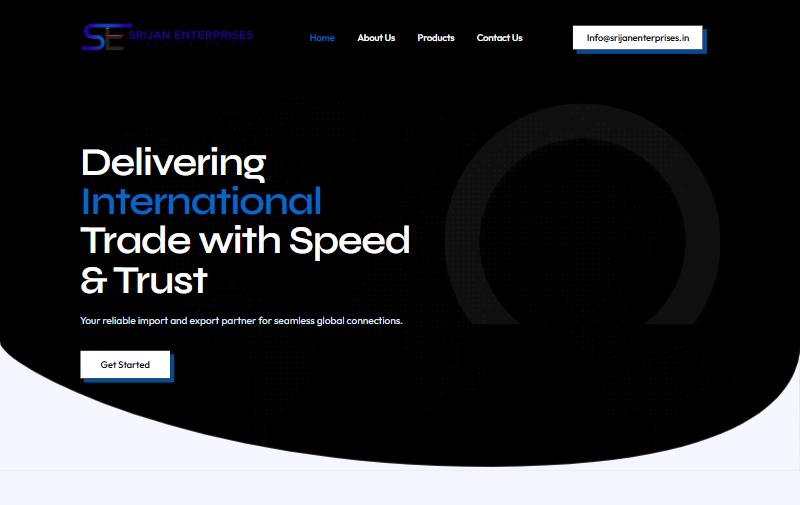 SE SRIJAN ENTERPRISES
Home About Us Products Contact Us
Info@srijanenterprises.in
Delivering
International
Trade with Speed
& Trust
Your reliable import and export partner for seamless global connections.
Get Started